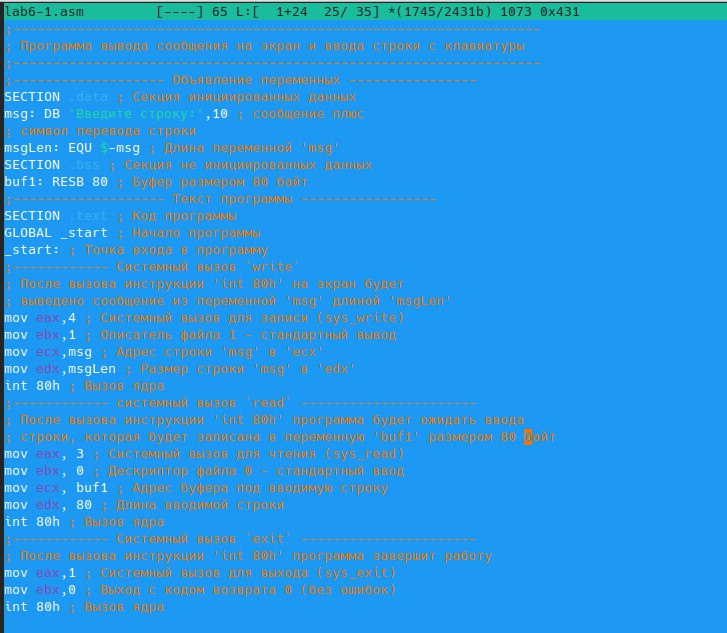 lab6-1.asm [----] 65 L:[ 1+24 25/ 35] *(1745/2431b) 1073 0x431
;---------------------------------------------------------------
; Программа вывода сообщения на экран и ввода строки с клавиатуры
;---------------------------------------------------------------
;------------------ Объявление переменных ----------------
SECTION .data ; Секция инициированных данных
msg: DB 'Введите строку:',10 ; сообщение плюс
; символ перевода строки
msgLen: EQU $-msg ; Длина переменной 'msg'
SECTION .bss ; Секция не инициированных данных
buf1: RESB 80 ; Буфер размером 80 байт
;------------------ Текст программы -----------------
SECTION .text ; Код программы
GLOBAL _start ; Начало программы
_start: ; Точка входа в программу
;------------ Cистемный вызов `write`
; После вызова инструкции 'int 80h' на экран будет
; выведено сообщение из переменной 'msg' длиной 'msgLen'
mov eax,4 ; Системный вызов для записи (sys_write)
mov ebx,1 ; Описатель файла 1 - стандартный вывод
mov ecx,msg ; Адрес строки 'msg' в 'ecx'
mov edx,msgLen ; Размер строки 'msg' в 'edx'
int 80h ; Вызов ядра
;------------ системный вызов `read` ----------------------
; После вызова инструкции 'int 80h' программа будет ожидать ввода
; строки, которая будет записана в переменную 'buf1' размером 80 байт
mov eax, 3 ; Системный вызов для чтения (sys_read)
mov ebx, 0 ; Дескриптор файла 0 - стандартный ввод
mov ecx, buf1 ; Адрес буфера под вводимую строку
mov edx, 80 ; Длина вводимой строки
int 80h ; Вызов ядра
;------------ Системный вызов `exit` ----------------------
; После вызова инструкции 'int 80h' программа завершит работу
mov eax,1 ; Системный вызов для выхода (sys_exit)
mov ebx,0 ; Выход с кодом возврата 0 (без ошибок)
int 80h ; Вызов ядра